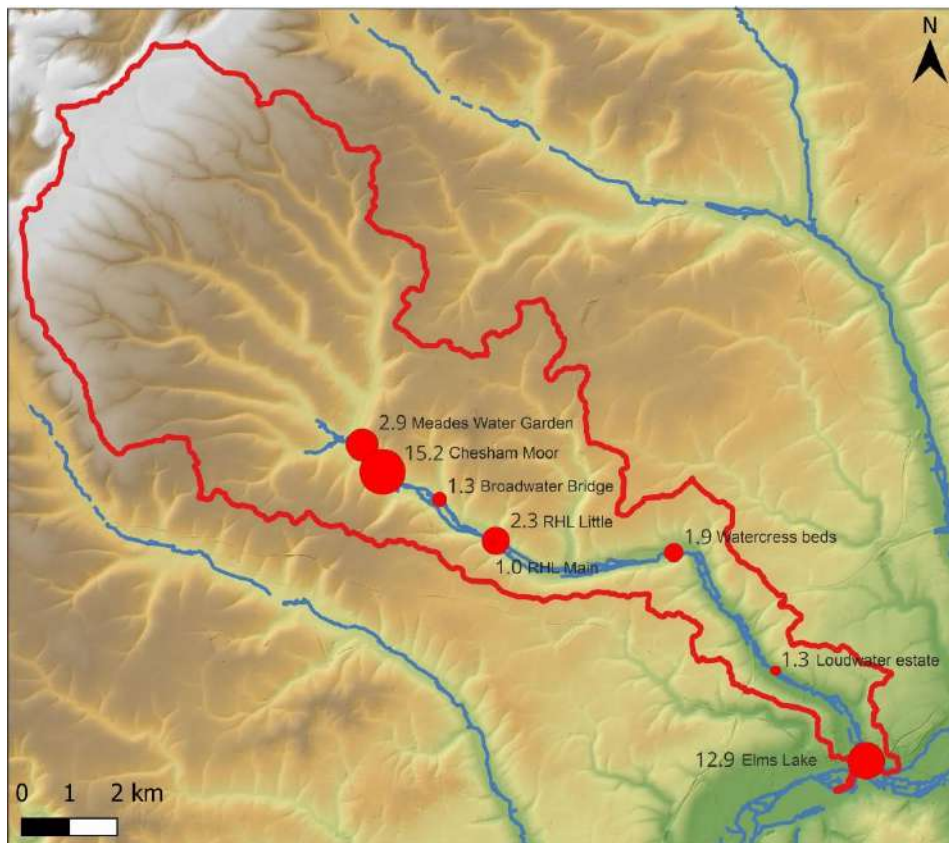 N
2.9 Meades Water Garden
15.2 Chesham Moor
1.3 Broadwater Bridge
2.3 RHL Little
1.9 Watercress beds
1.0 RHL Main
1.3 Loudwater estate
12.9 Elms Lake
0 1 2 km